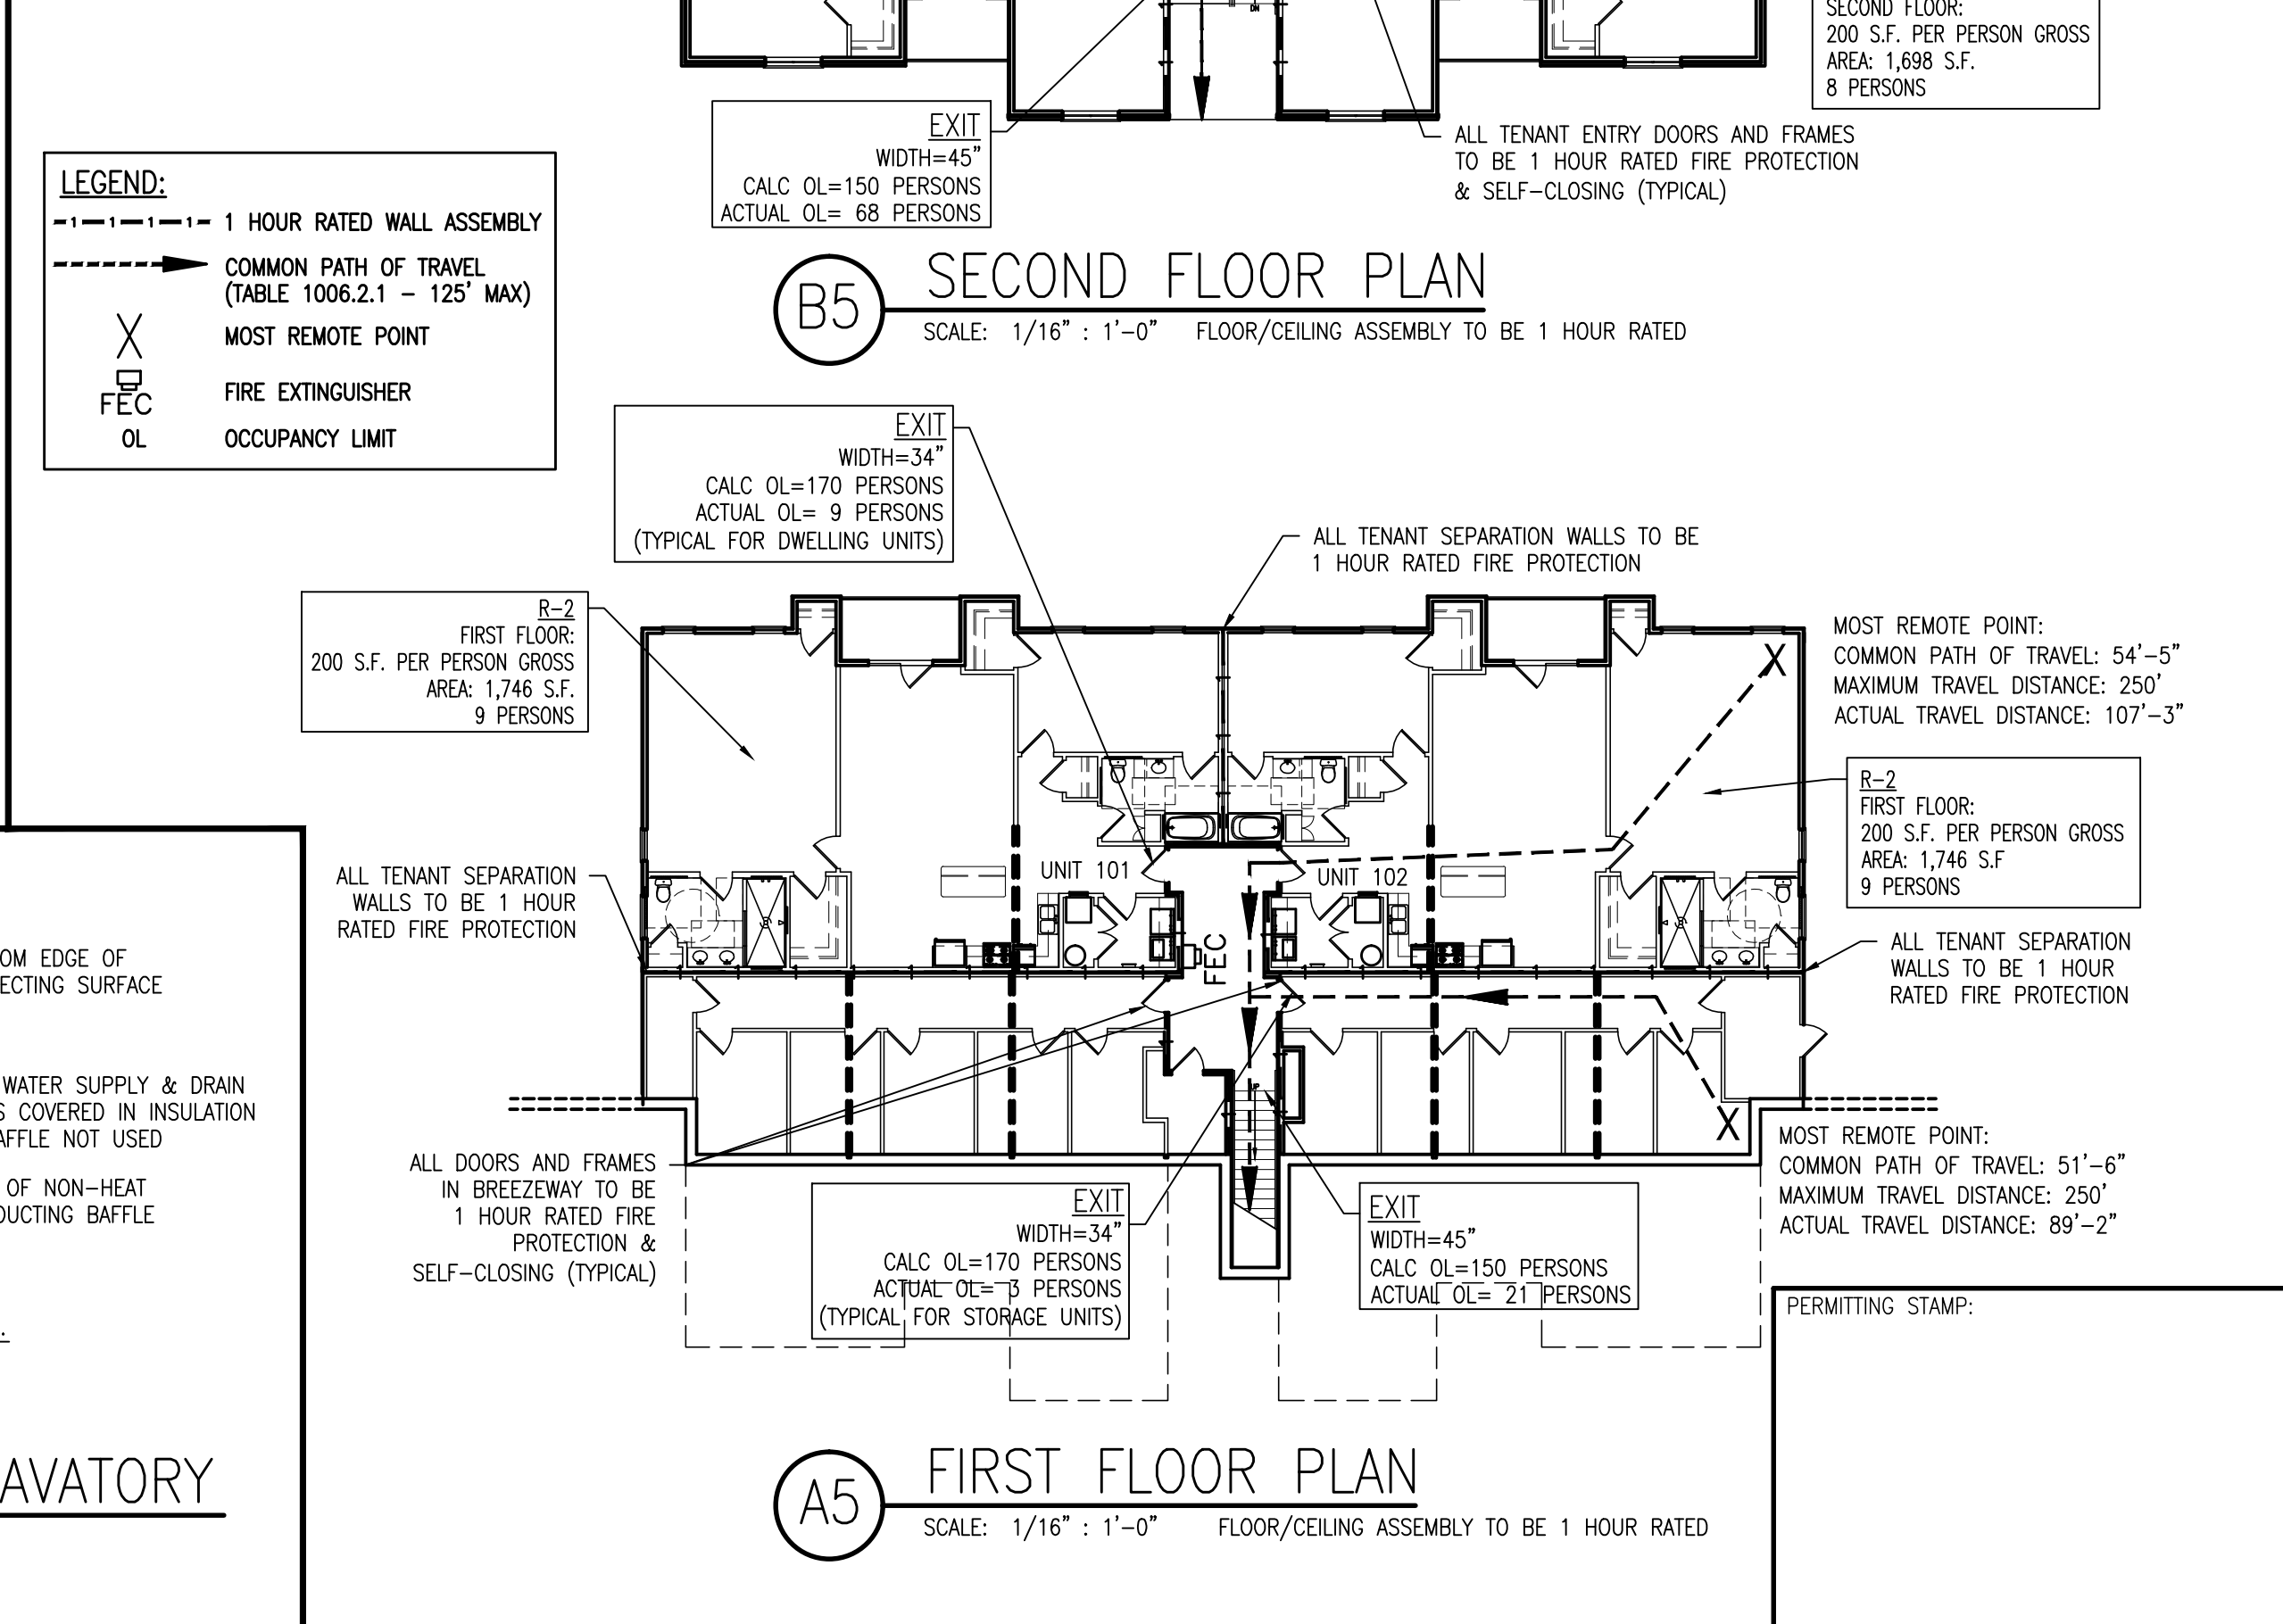 SECOND FLOOR:
200 S.F. PER PERSON GROSS
AREA: 1,698 S.F.
8 PERSONS
DN
EXIT
WIDTH=45"
CALC OL=150 PERSONS
ACTUAL OL= 68 PERSONS
ALL TENANT ENTRY DOORS AND FRAMES
TO BE 1 HOUR RATED FIRE PROTECTION
& SELF-CLOSING (TYPICAL)
LEGEND:
1 1 1 1 1 HOUR RATED WALL ASSEMBLY
COMMON PATH OF TRAVEL
(TABLE 1006.2.1 - 125' MAX)
X MOST REMOTE POINT
FEC FIRE EXTINGUISHER
OL OCCUPANCY LIMIT
B5 SECOND FLOOR PLAN
SCALE: 1/16" : 1'-0" FLOOR/CEILING ASSEMBLY TO BE 1 HOUR RATED
EXIT
WIDTH=34"
CALC OL=170 PERSONS
ACTUAL OL= 9 PERSONS
(TYPICAL FOR DWELLING UNITS)
ALL TENANT SEPARATION WALLS TO BE
1 HOUR RATED FIRE PROTECTION
R-2
FIRST FLOOR:
200 S.F. PER PERSON GROSS
AREA: 1,746 S.F.
9 PERSONS
MOST REMOTE POINT:
COMMON PATH OF TRAVEL: 54'-5"
MAXIMUM TRAVEL DISTANCE: 250'
ACTUAL TRAVEL DISTANCE: 107'-3"
X
R-2
FIRST FLOOR:
200 S.F. PER PERSON GROSS
AREA: 1,746 S.F
9 PERSONS
UNIT 101
UNIT 102
FEC
ALL TENANT SEPARATION
WALLS TO BE 1 HOUR
RATED FIRE PROTECTION
ALL TENANT SEPARATION
WALLS TO BE 1 HOUR
RATED FIRE PROTECTION
OM EDGE OF
ECTING SURFACE
WATER SUPPLY & DRAIN
S COVERED IN INSULATION
AFFLE NOT USED
OF NON-HEAT
DUCTING BAFFLE
UP
X
MOST REMOTE POINT:
COMMON PATH OF TRAVEL: 51'-6"
MAXIMUM TRAVEL DISTANCE: 250'
ACTUAL TRAVEL DISTANCE: 89'-2"
ALL DOORS AND FRAMES
IN BREEZEWAY TO BE
1 HOUR RATED FIRE
PROTECTION &
SELF-CLOSING (TYPICAL)
EXIT
WIDTH=34"
CALC OL=170 PERSONS
ACTUAL OL= 3 PERSONS
(TYPICAL FOR STORAGE UNITS)
EXIT
WIDTH=45"
CALC OL=150 PERSONS
ACTUAL OL= 21 PERSONS
PERMITTING STAMP:
AVATORY
A5 FIRST FLOOR PLAN
SCALE: 1/16" : 1'-0" FLOOR/CEILING ASSEMBLY TO BE 1 HOUR RATED